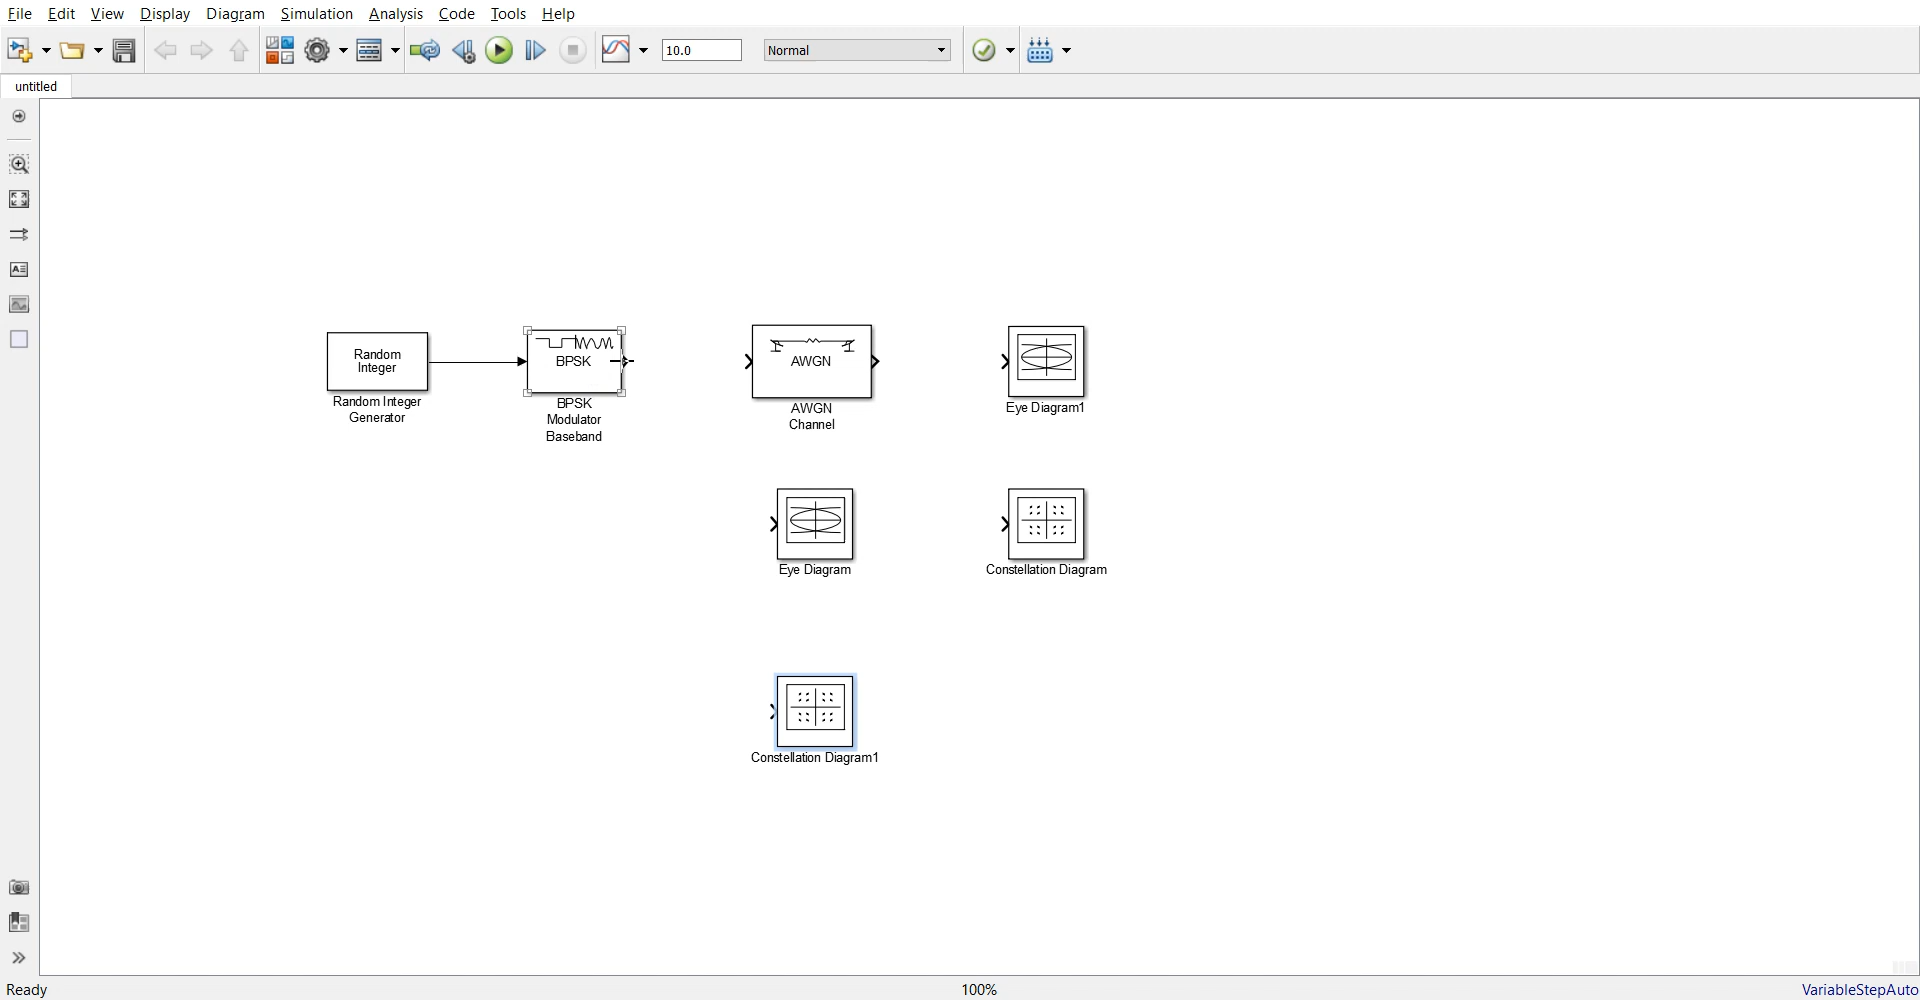 File Edit View Display Diagram Simulation Analysis Code Tools Help
10.0 Normal
untitled
Random
Integer
Random Integer
Generator
BPSK
BPSK
Modulator
Baseband
AWGN
AWGN
Channel
Eye Diagram1
Eye Diagram
Constellation Diagram
Constellation Diagram1
Ready 100% VariableStepAuto